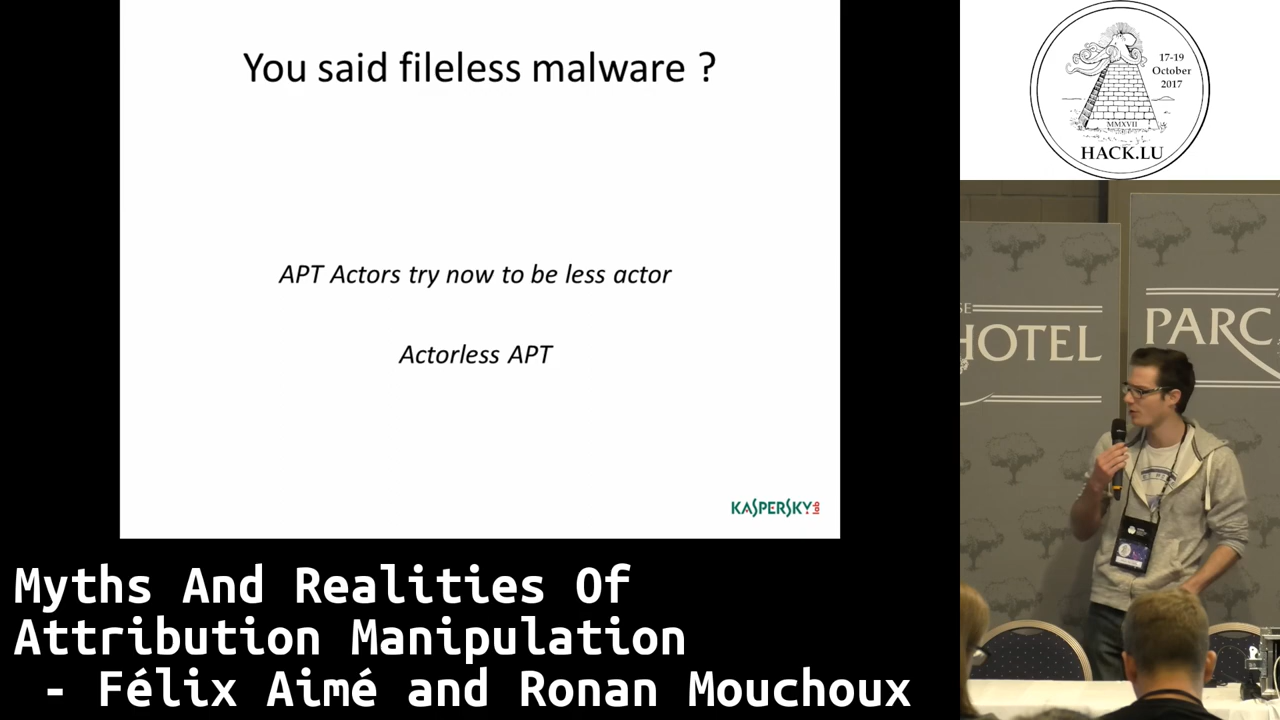 You said fileless malware ?
APT Actors try now to be less actor
Actorless APT
KASPERSKY lab
17-19
October
2017
MMXVII
HACK.LU
HOTEL
PARC
Myths And Realities Of
Attribution Manipulation
- Félix Aimé and Ronan Mouchoux